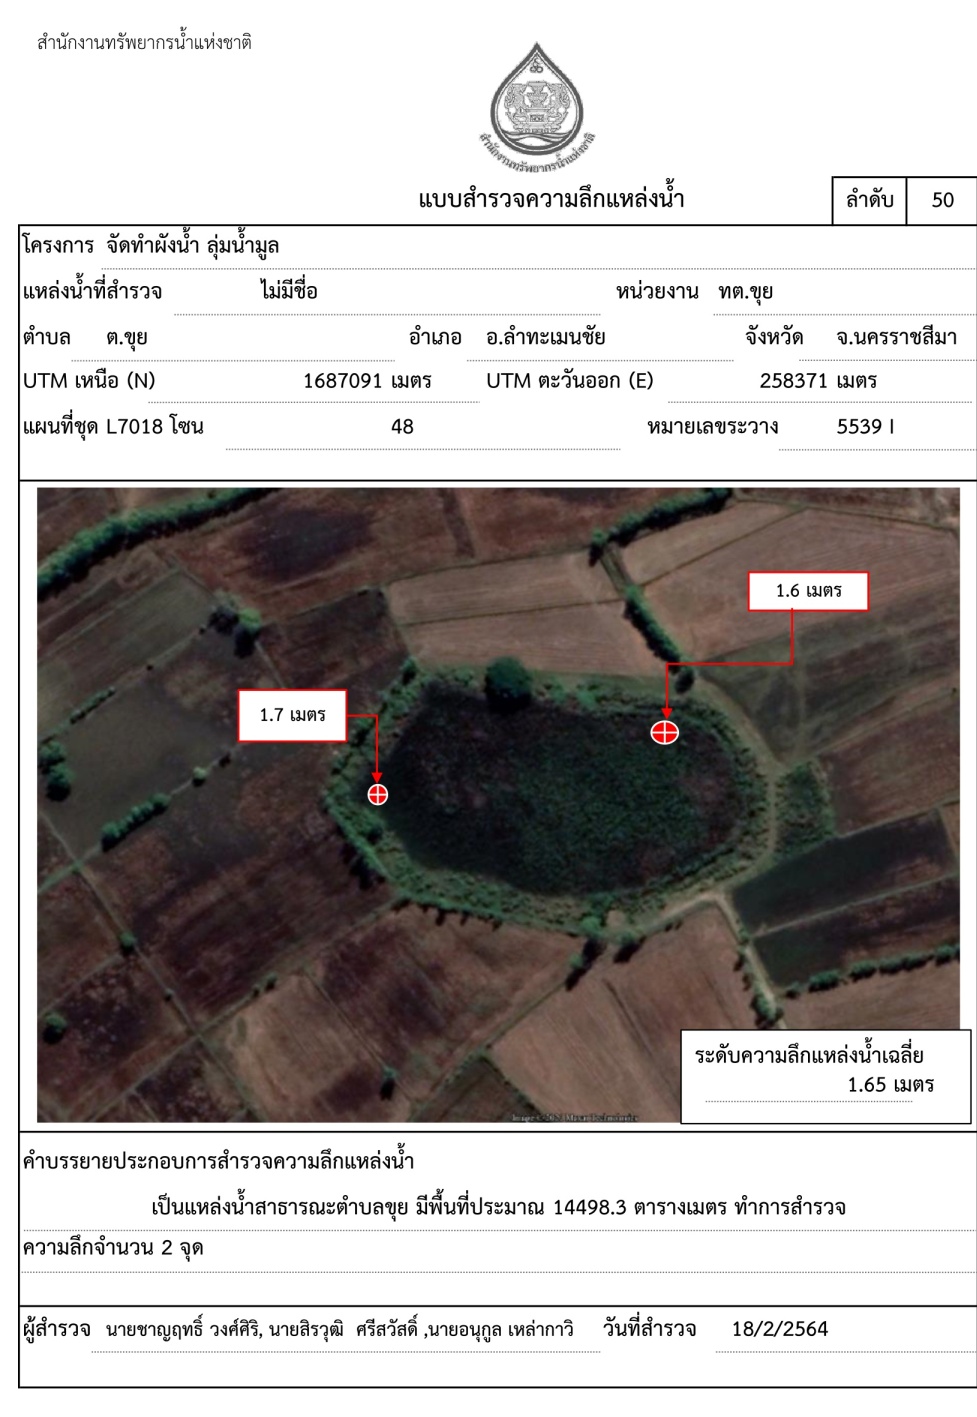 สำนักงานทรัพยากรน้ำแห่งชาติ
สำนักงานทรัพยากรน้ำแห่งชาติ
แบบสำรวจความลึกแหล่งน้ำ ลำดับ 50
โครงการ จัดทำผังน้ำ ลุ่มน้ำมูล
แหล่งน้ำที่สำรวจ ไม่มีชื่อ หน่วยงาน ทต.ขุย
ตำบล ต.ขุย อำเภอ อ.ลำทะเมนชัย จังหวัด จ.นครราชสีมา
UTM เหนือ (N) 1687091 เมตร UTM ตะวันออก (E) 258371 เมตร
แผนที่ชุด L7018 โซน 48 หมายเลขระวาง 5539 I
1.6 เมตร
1.7 เมตร
ระดับความลึกแหล่งน้ำเฉลี่ย
1.65 เมตร
คำบรรยายประกอบการสำรวจความลึกแหล่งน้ำ
เป็นแหล่งน้ำสาธารณะตำบลขุย มีพื้นที่ประมาณ 14498.3 ตารางเมตร ทำการสำรวจ
ความลึกจำนวน 2 จุด
ผู้สำรวจ นายชาญฤทธิ์ วงศ์ศิริ, นายสิรวุฒิ ศรีสวัสดิ์ ,นายอนุกูล เหล่ากาวิ วันที่สำรวจ 18/2/2564